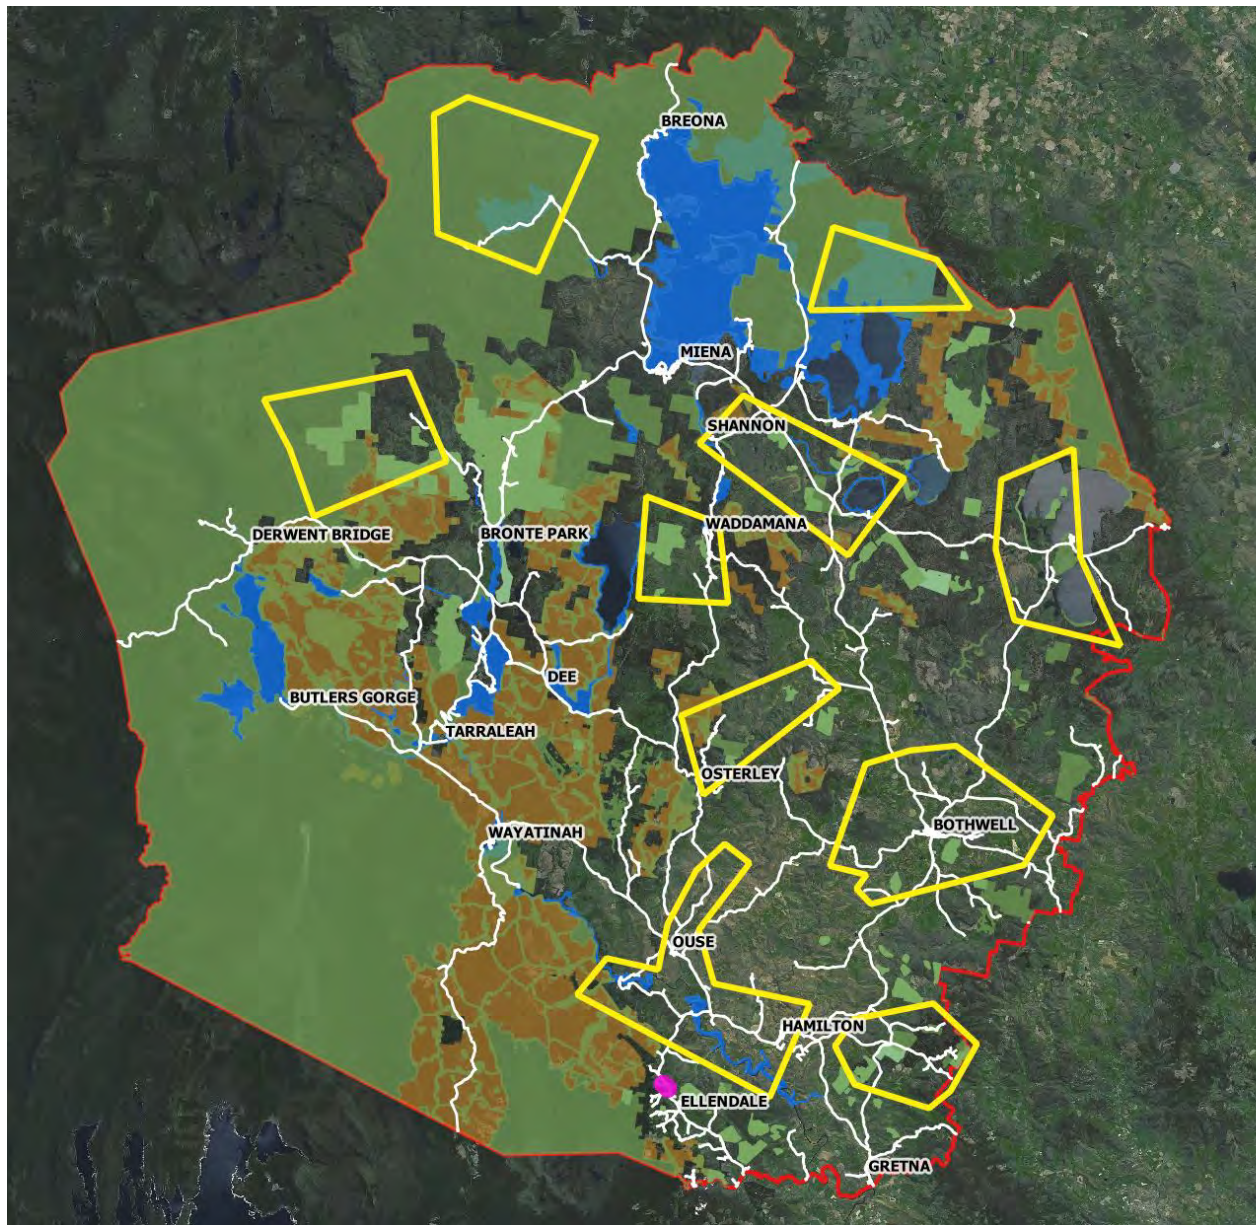 BREONA
MIENA
SHANNON
WADDAMANA
DERWENT BRIDGE
BRONTE PARK
DEE
BUTLERS GORGE
TARRALEAH
OSTERLEY
BOTHWELL
WAYATINAH
OUSE
HAMILTON
ELLENDALE
GRETNA